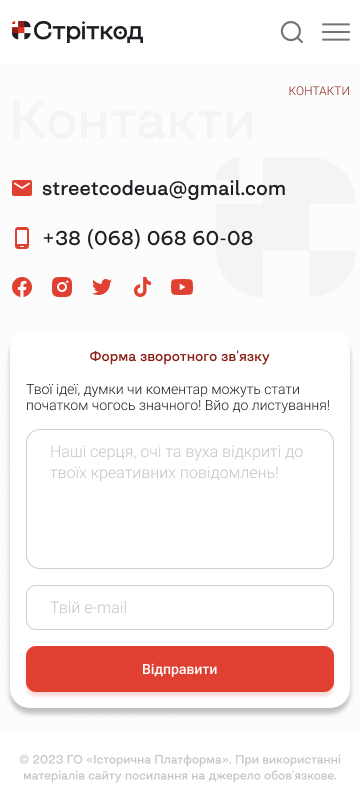 Стріткод
КОНТАКТИ
Контакти
streetcodeua@gmail.com
+38 (068) 068 60-08
Форма зворотного зв'язку
Твої ідеї, думки чи коментар можуть стати
початком чогось значного! Вйо до листування!
Наші серця, очі та вуха відкриті до
твоїх креативних повідомлень!
Твій e-mail
Відправити
© 2023 ГО «Історична Платформа». При використанні
матеріалів сайту посилання на джерело обов'язкове.